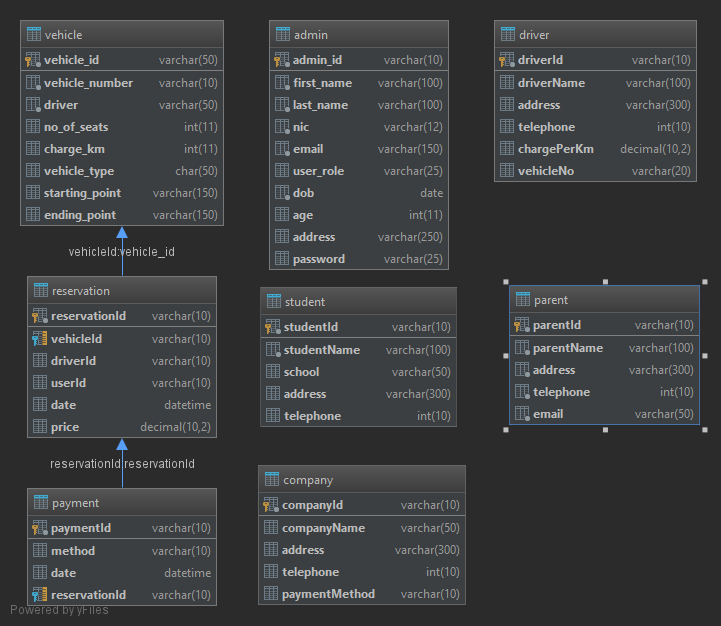 vehicle
vehicle_id varchar(50)
vehicle_number varchar(10)
driver varchar(50)
no_of_seats int(11)
charge_km int(11)
vehicle_type char(50)
starting_point varchar(150)
ending_point varchar(150)
admin
admin_id varchar(10)
first_name varchar(100)
last_name varchar(100)
nic varchar(12)
email varchar(150)
user_role varchar(25)
dob date
age int(11)
address varchar(250)
password varchar(25)
driver
driverId varchar(10)
driverName varchar(100)
address varchar(300)
telephone int(10)
chargePerKm decimal(10,2)
vehicleNo varchar(20)
vehicleId:vehicle_id
reservation
reservationId varchar(10)
vehicleId varchar(10)
driverId varchar(10)
userId varchar(10)
date datetime
price decimal(10,2)
student
studentId varchar(10)
studentName varchar(100)
school varchar(50)
address varchar(300)
telephone int(10)
parent
parentId varchar(10)
parentName varchar(100)
address varchar(300)
telephone int(10)
email varchar(50)
reservationId:reservationId
payment
paymentId varchar(10)
method varchar(10)
date datetime
reservationId varchar(10)
company
companyId varchar(10)
companyName varchar(50)
address varchar(300)
telephone int(10)
paymentMethod varchar(10)
Powered by yFiles